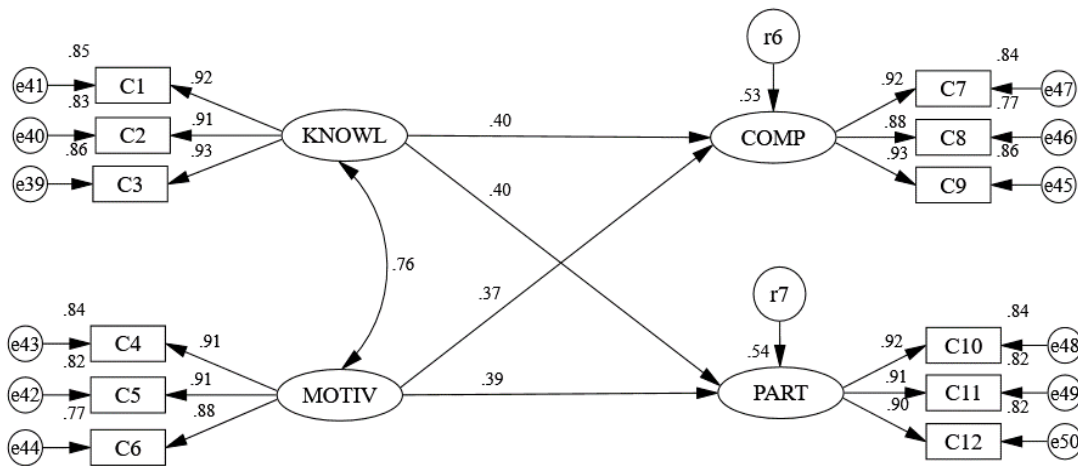 r6
.85
.84
e41
C1
.92
.53
.92
C7
e47
.83
.77
e40
C2
.91
KNOWL
.40
COMP
.88
C8
e46
.86
.86
e39
C3
.93
.40
.93
C9
e45
.76
.37
r7
.84
.84
e43
C4
.91
.54
.92
C10
e48
.82
.82
e42
C5
.91
MOTIV
.39
PART
.91
C11
e49
.77
.82
e44
C6
.88
.90
C12
e50